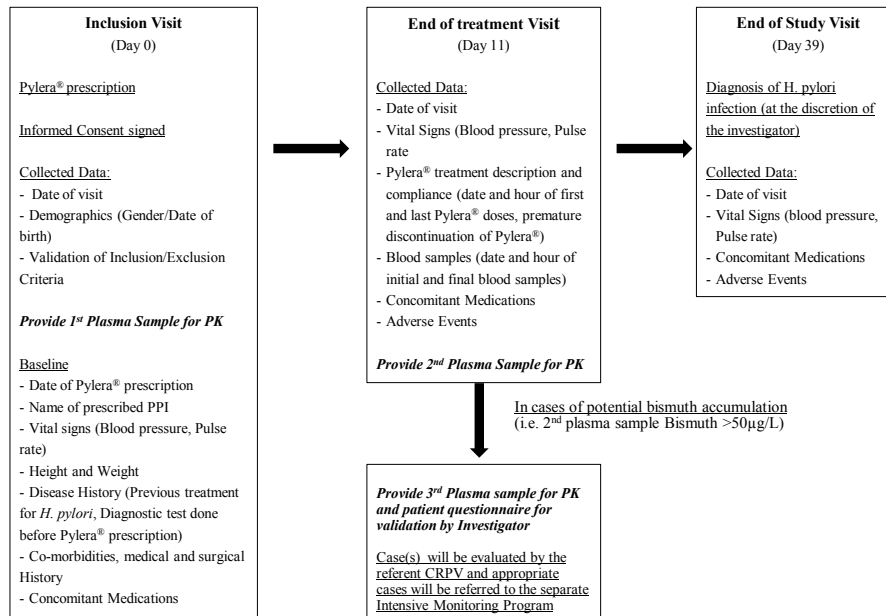 Inclusion Visit
(Day 0)
Pylera® prescription
Informed Consent signed
Collected Data:
- Date of visit
- Demographics (Gender/Date of
birth)
- Validation of Inclusion/Exclusion
Criteria
Provide 1st Plasma Sample for PK
Baseline
- Date of Pylera® prescription
- Name of prescribed PPI
- Vital signs (Blood pressure, Pulse
rate)
- Height and Weight
- Disease History (Previous treatment
for H. pylori, Diagnostic test done
before Pylera® prescription)
- Co-morbidities, medical and surgical
History
- Concomitant Medications
End of treatment Visit
(Day 11)
Collected Data:
- Date of visit
- Vital Signs (Blood pressure, Pulse
rate
- Pylera® treatment description and
compliance (date and hour of first
and last Pylera® doses, premature
discontinuation of Pylera®)
- Blood samples (date and hour of
initial and final blood samples)
- Concomitant Medications
- Adverse Events
Provide 2nd Plasma Sample for PK
End of Study Visit
(Day 39)
Diagnosis of H. pylori
infection (at the discretion of
the investigator)
Collected Data:
- Date of visit
- Vital Signs (blood pressure,
Pulse rate)
- Concomitant Medications
- Adverse Events
In cases of potential bismuth accumulation
(i.e. 2nd plasma sample Bismuth >50µg/L)
Provide 3rd Plasma sample for PK
and patient questionnaire for
validation by Investigator
Case(s) will be evaluated by the
referent CRPV and appropriate
cases will be referred to the separate
Intensive Monitoring Program